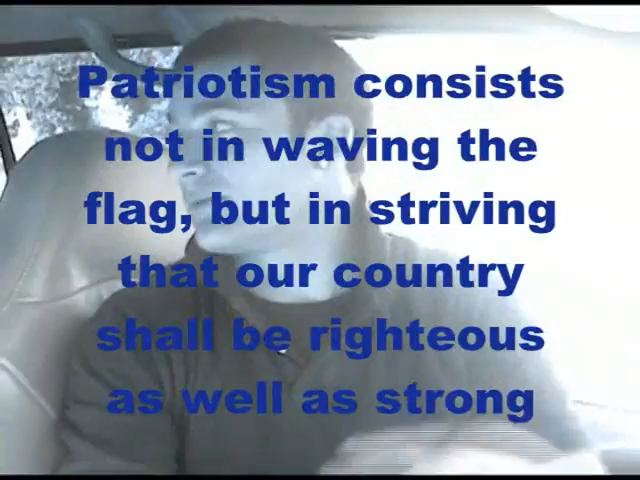 Patriotism consists
not in waving the
flag, but in striving
that our country
shall be righteous
as well as strong